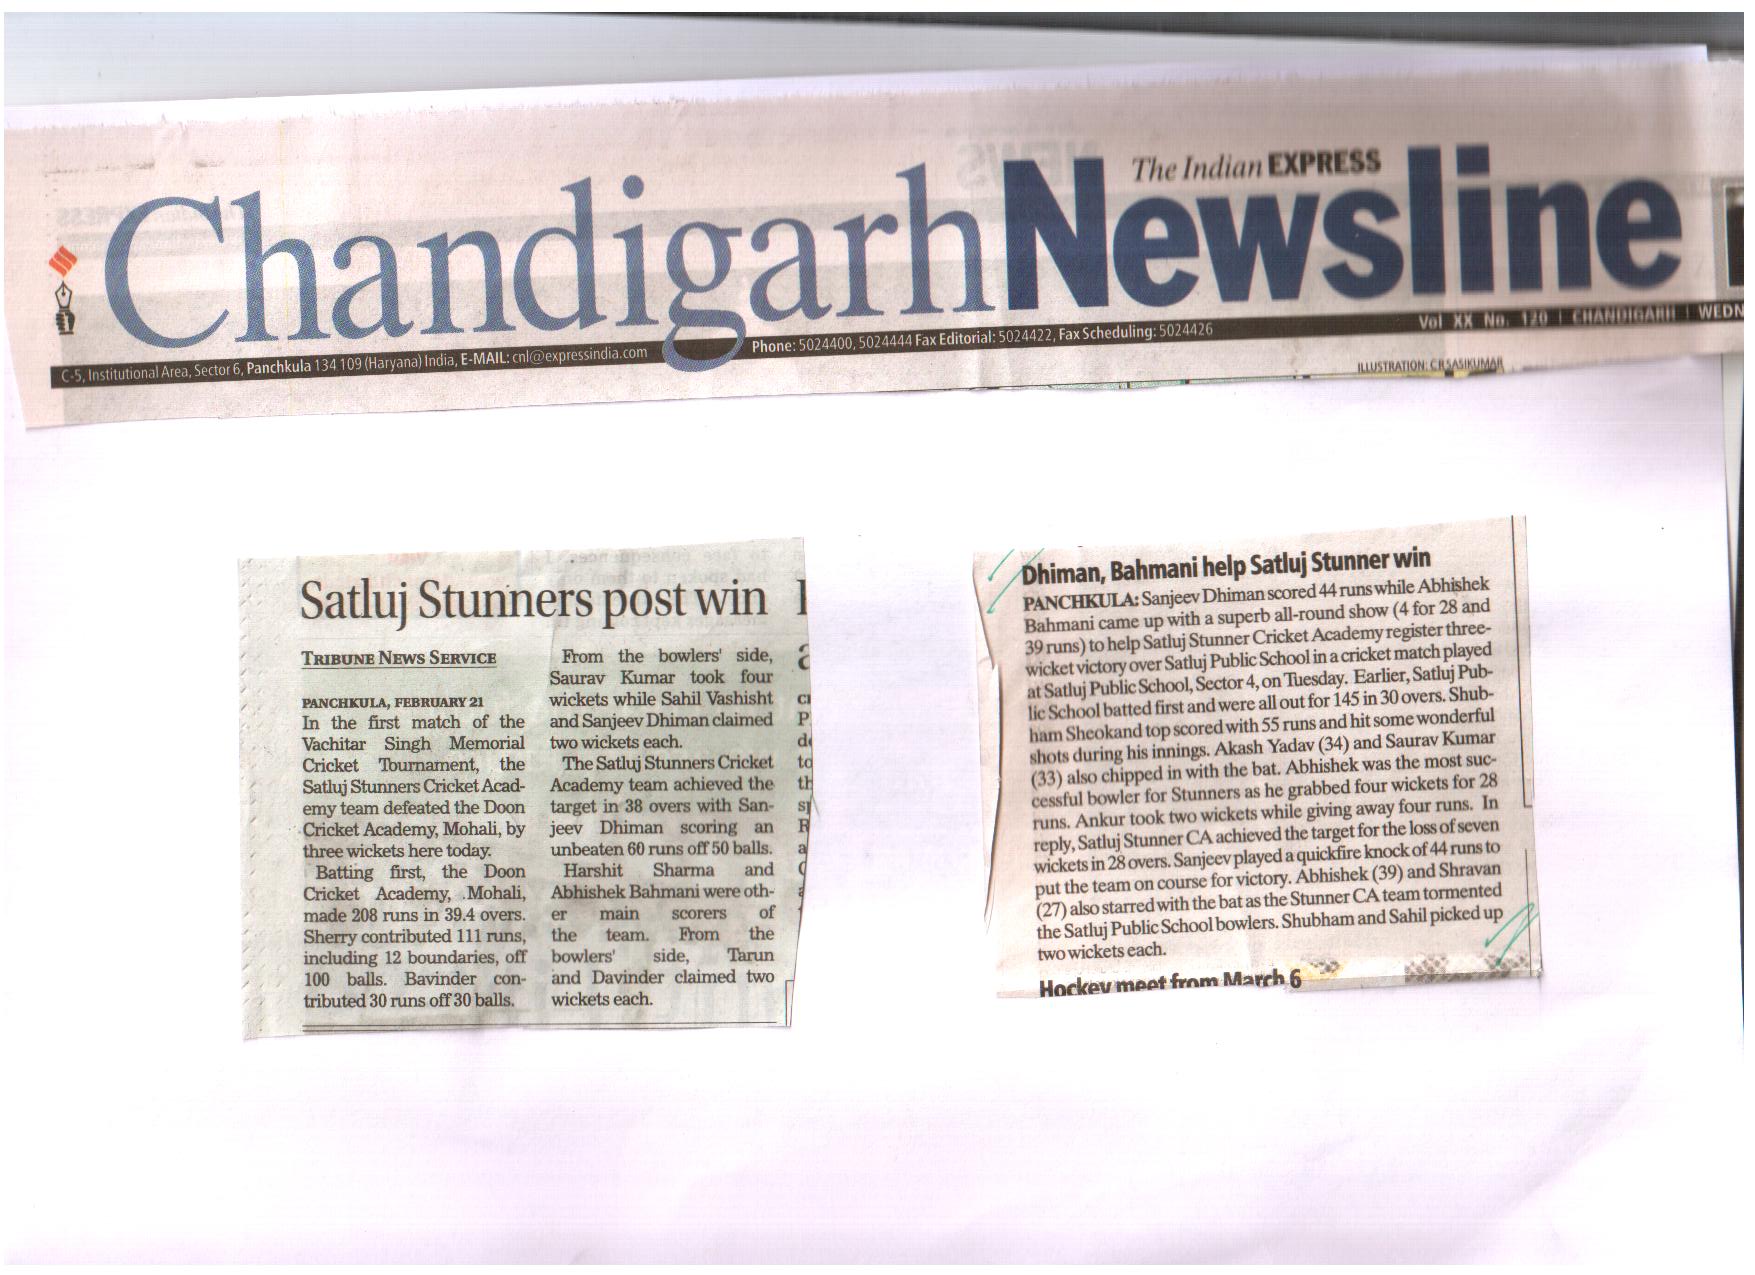 The Indian EXPRESS
ChandigarhNewsline
C-5, Institutional Area, Sector 6, Panchkula 134 109 (Haryana) India, E-MAIL: cnl@expressindia.com Phone: 5024400, 5024444 Fax Editorial: 5024422, Fax Scheduling: 5024426 Vol XX No. 120 | CHANDIGARH | WEDN
ILLUSTRATION: C R SASIKUMAR
Satluj Stunners post win
TRIBUNE NEWS SERVICE
PANCHKULA, FEBRUARY 21
In the first match of the
Vachitar Singh Memorial
Cricket Tournament, the
Satluj Stunners Cricket Acad-
emy team defeated the Doon
Cricket Academy, Mohali, by
three wickets here today.
Batting first, the Doon
Cricket Academy, Mohali,
made 208 runs in 39.4 overs.
Sherry contributed 111 runs,
including 12 boundaries, off
100 balls. Bavinder con-
tributed 30 runs off 30 balls.
From the bowlers' side,
Saurav Kumar took four
wickets while Sahil Vashisht
and Sanjeev Dhiman claimed
two wickets each.
The Satluj Stunners Cricket
Academy team achieved the
target in 38 overs with San-
jeev Dhiman scoring an
unbeaten 60 runs off 50 balls.
Harshit Sharma and
Abhishek Bahmani were oth-
er main scorers of
the team. From the
bowlers' side, Tarun
and Davinder claimed two
wickets each.
Dhiman, Bahmani help Satluj Stunner win
PANCHKULA: Sanjeev Dhiman scored 44 runs while Abhishek
Bahmani came up with a superb all-round show (4 for 28 and
39 runs) to help Satluj Stunner Cricket Academy register three-
wicket victory over Satluj Public School in a cricket match played
at Satluj Public School, Sector 4, on Tuesday. Earlier, Satluj Pub-
lic School batted first and were all out for 145 in 30 overs. Shub-
ham Sheokand top scored with 55 runs and hit some wonderful
shots during his innings. Akash Yadav (34) and Saurav Kumar
(33) also chipped in with the bat. Abhishek was the most suc-
cessful bowler for Stunners as he grabbed four wickets for 28
runs. Ankur took two wickets while giving away four runs. In
reply, Satluj Stunner CA achieved the target for the loss of seven
wickets in 28 overs. Sanjeev played a quickfire knock of 44 runs to
put the team on course for victory. Abhishek (39) and Shravan
(27) also starred with the bat as the Stunner CA team tormented
the Satluj Public School bowlers. Shubham and Sahil picked up
two wickets each.
Hockey meet from March 6